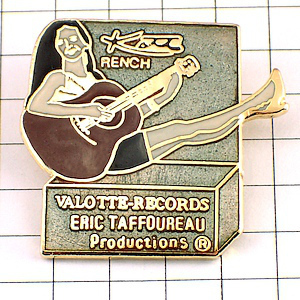 RENCH
VALOTTE-RECORDS
ERIC TAFFOUREAU
Productions ®